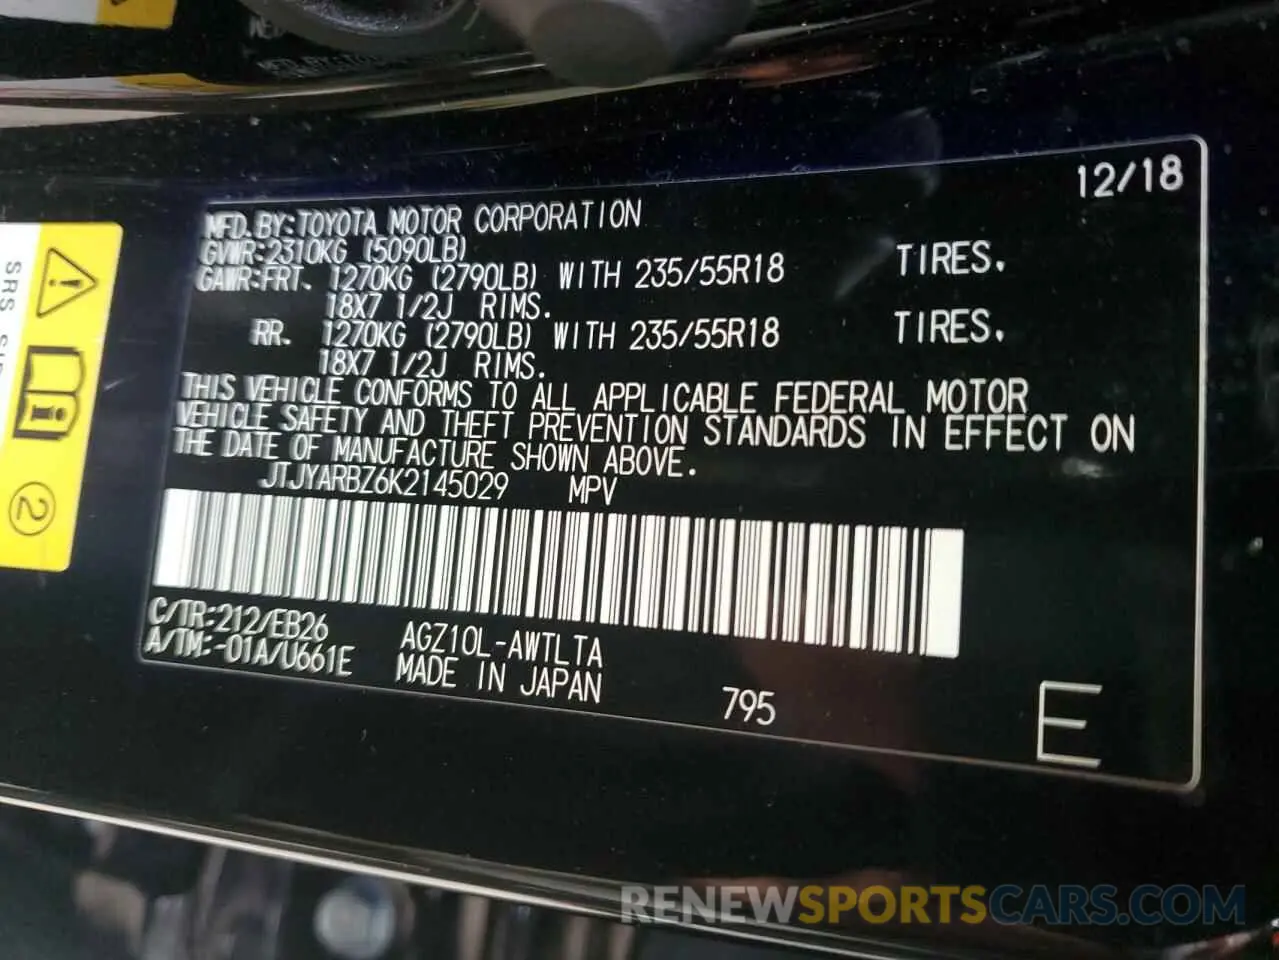 12/18
MFD.BY:TOYOTA MOTOR CORPORATION
GVWR:2310KG (5090LB)
GAWR:FRT. 1270KG (2790LB) WITH 235/55R18 TIRES.
18X7 1/2J RIMS.
RR. 1270KG (2790LB) WITH 235/55R18 TIRES.
18X7 1/2J RIMS.
THIS VEHICLE CONFORMS TO ALL APPLICABLE FEDERAL MOTOR
VEHICLE SAFETY AND THEFT PREVENTION STANDARDS IN EFFECT ON
THE DATE OF MANUFACTURE SHOWN ABOVE.
JTJYARBZ6K2145029 MPV
C/TR:212/EB26 AGZ10L-AWTLTA
A/TM:-01A/U661E MADE IN JAPAN
795
E
SRS
2
RENEWSPORTSCARS.COM